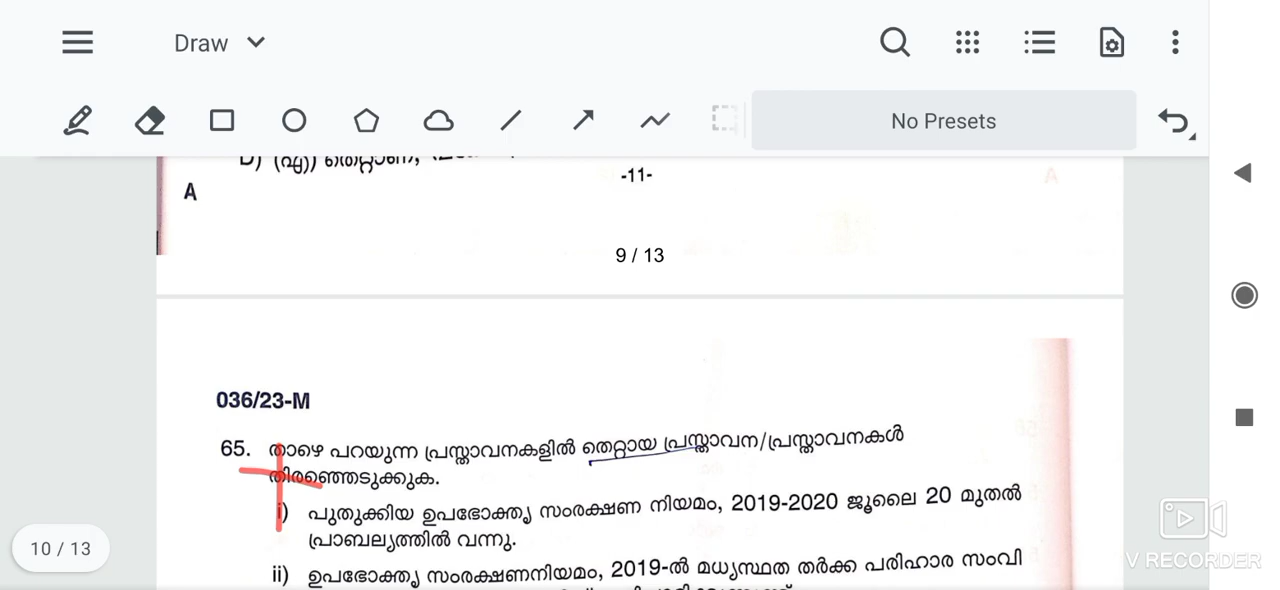 Draw
No Presets
D) (എ) തെറ്റാണ്,
-11-
A
A
9 / 13
036/23-M
65. താഴെ പറയുന്ന പ്രസ്താവനകളിൽ തെറ്റായ പ്രസ്താവന/പ്രസ്താവനകൾ
തിരഞ്ഞെടുക്കുക.
i) പുതുക്കിയ ഉപഭോക്തൃ സംരക്ഷണ നിയമം, 2019-2020 ജൂലൈ 20 മുതൽ
പ്രാബല്യത്തിൽ വന്നു.
10 / 13
V RECORDER
ii) ഉപഭോക്തൃ സംരക്ഷണനിയമം, 2019-ൽ മധ്യസ്ഥത തർക്ക പരിഹാര സംവി